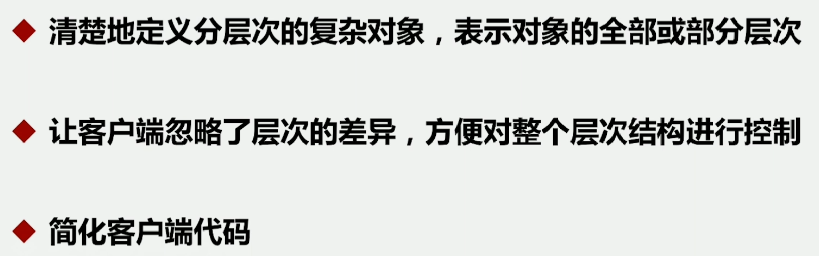 ◆ 清楚地定义分层次的复杂对象，表示对象的全部或部分层次
◆ 让客户端忽略了层次的差异，方便对整个层次结构进行控制
◆ 简化客户端代码